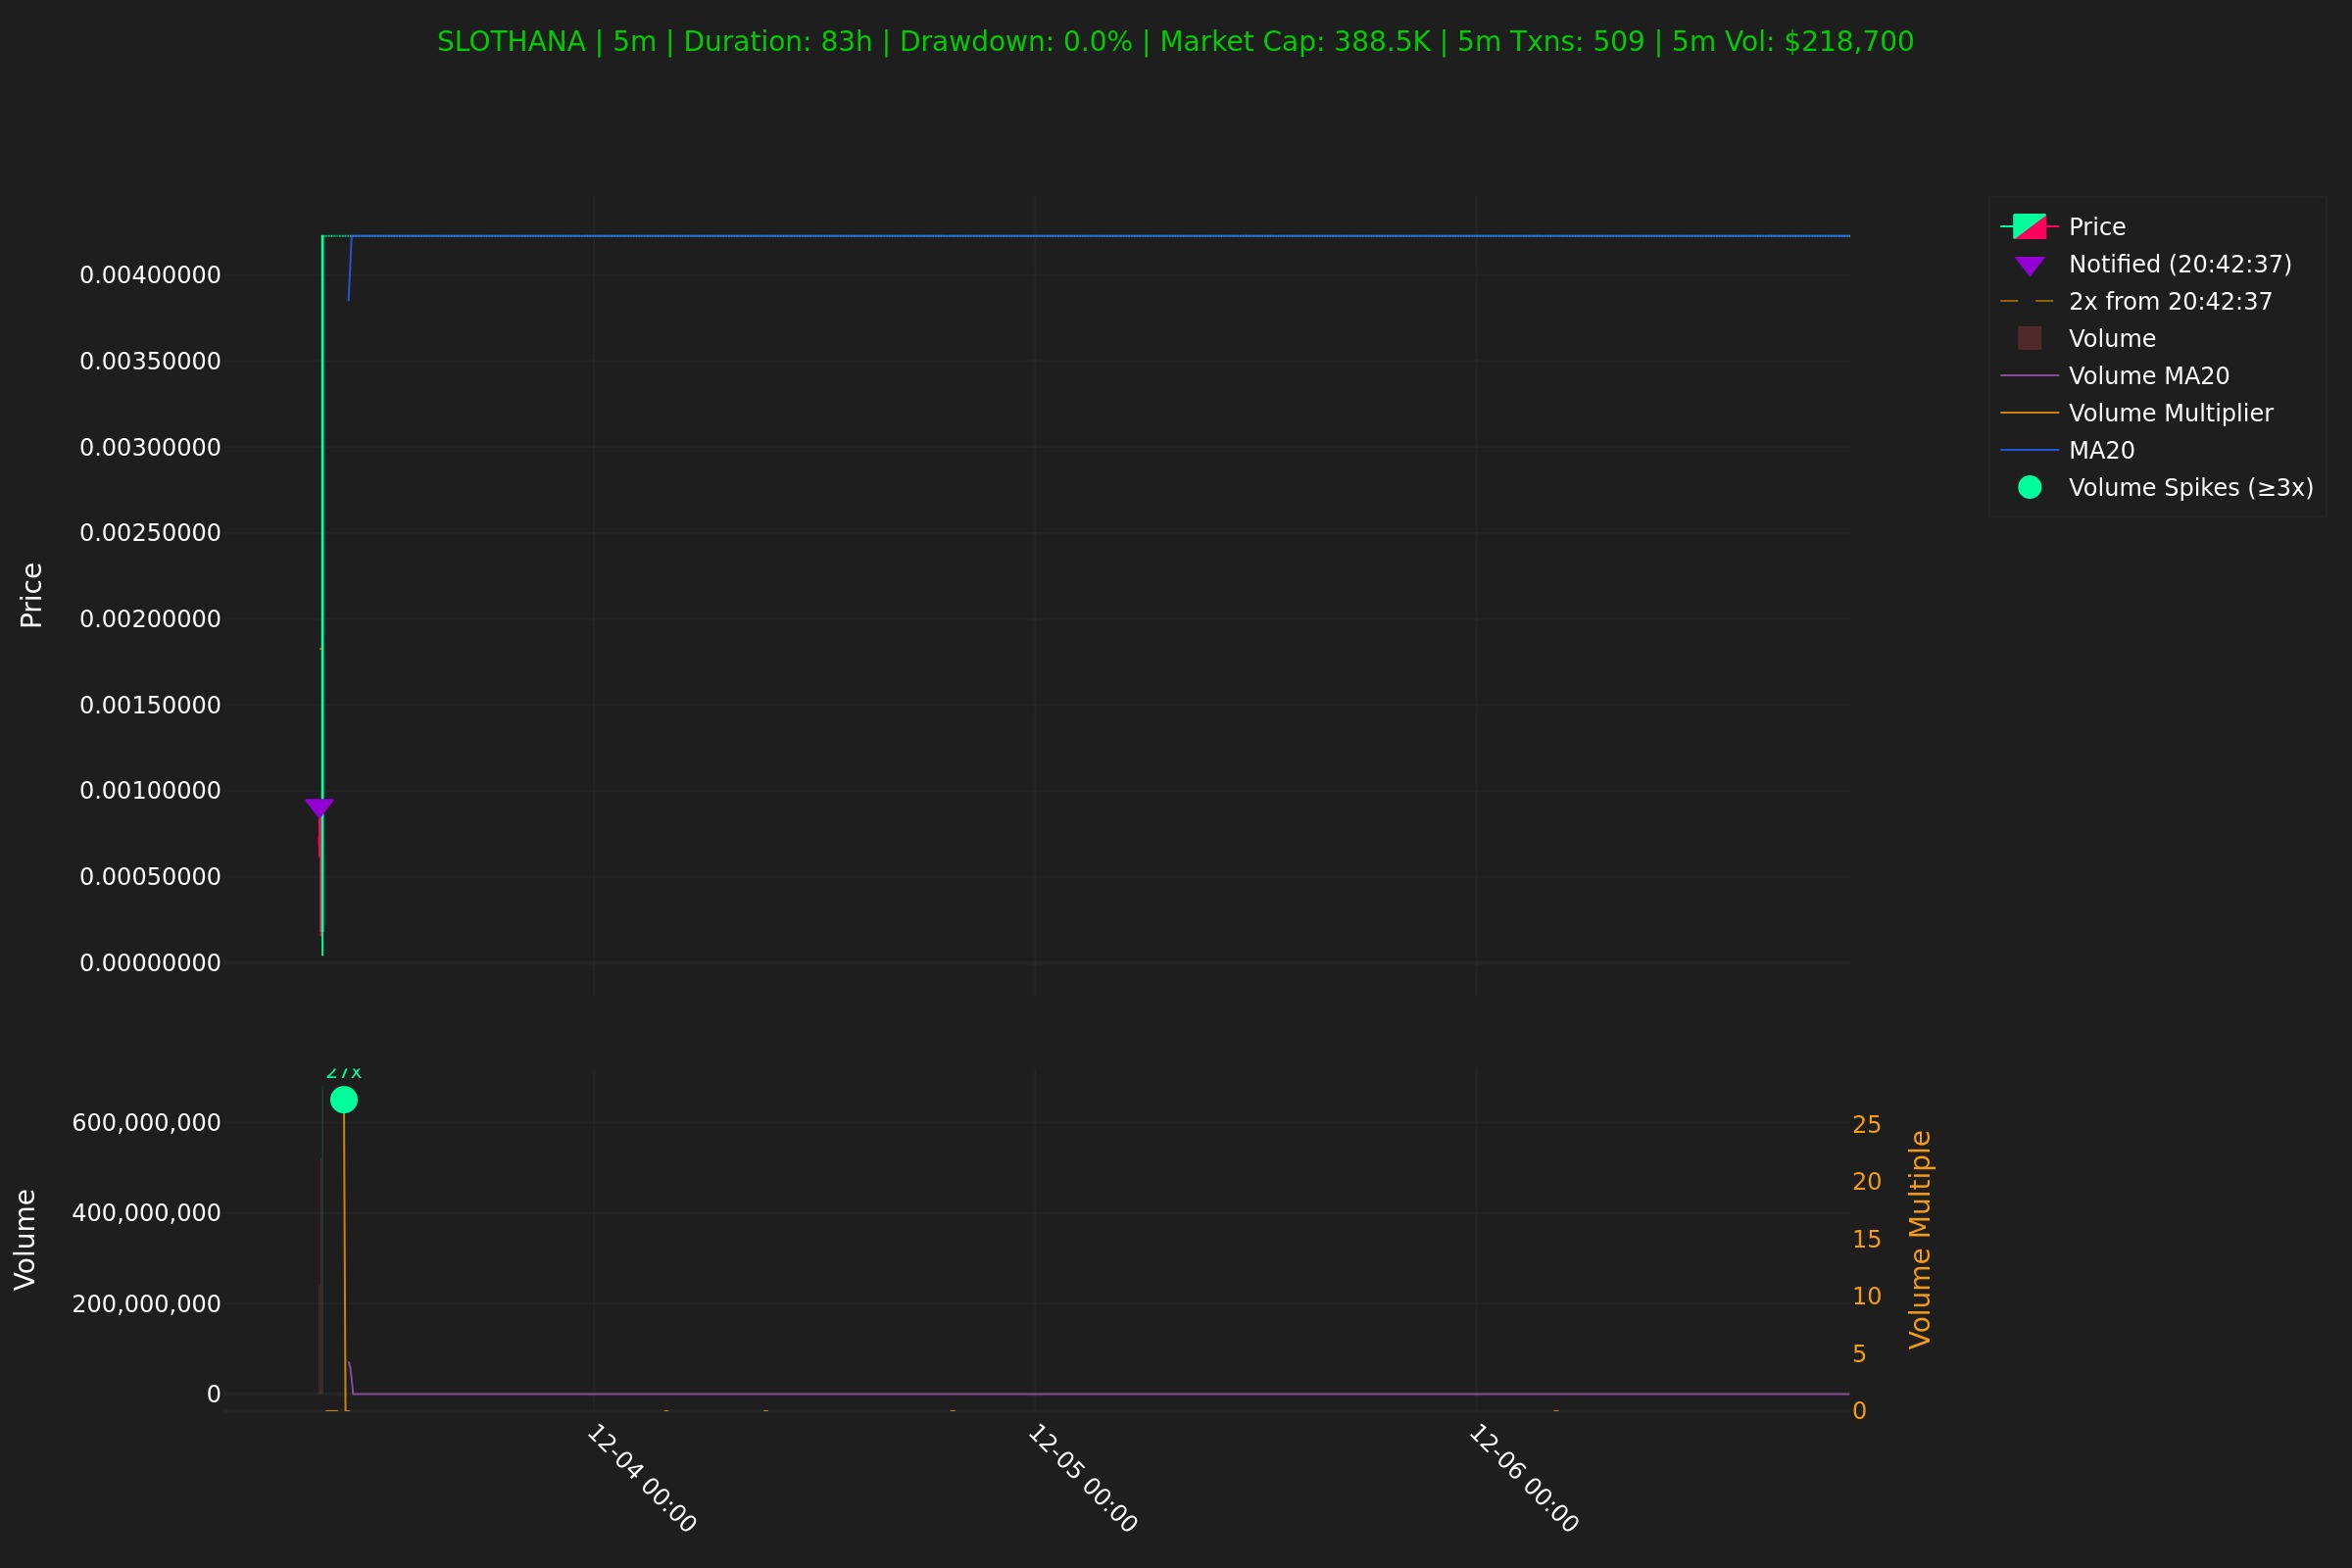 SLOTHANA | 5m | Duration: 83h | Drawdown: 0.0% | Market Cap: 388.5K | 5m Txns: 509 | 5m Vol: $218,700
Price
Notified (20:42:37)
2x from 20:42:37
Volume
Volume MA20
Volume Multiplier
MA20
Volume Spikes (≥3x)
Price
0.00400000
0.00350000
0.00300000
0.00250000
0.00200000
0.00150000
0.00100000
0.00050000
0.00000000
27x
Volume
600,000,000
400,000,000
200,000,000
0
25
20
15
10
5
0
Volume Multiple
12-04 00:00
12-05 00:00
12-06 00:00